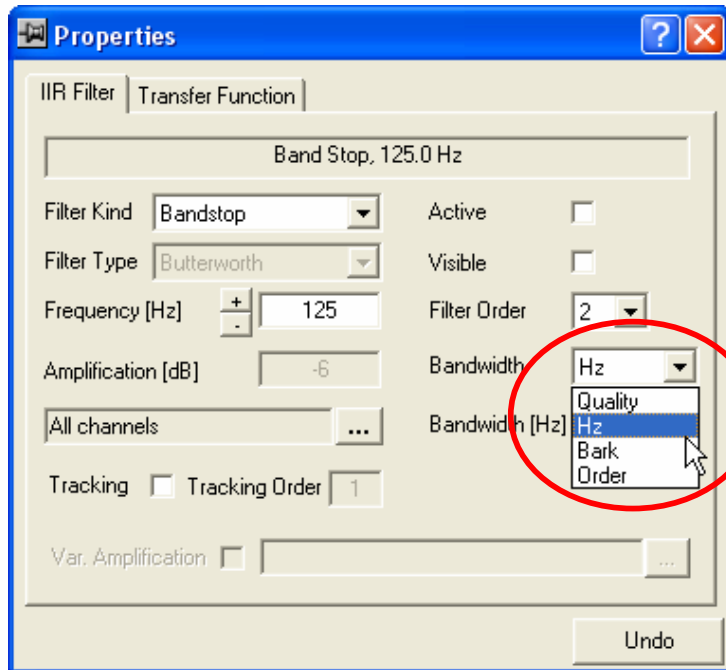 Properties
IIR Filter Transfer Function
Band Stop, 125.0 Hz
Filter Kind Bandstop Active
Filter Type Butterworth Visible
Frequency [Hz] + - 125 Filter Order 2
Amplification [dB] -6 Bandwidth Hz
Quality
All channels ... Bandwidth [Hz] Hz
Bark
Tracking Tracking Order 1 Order
Var. Amplification ...
Undo